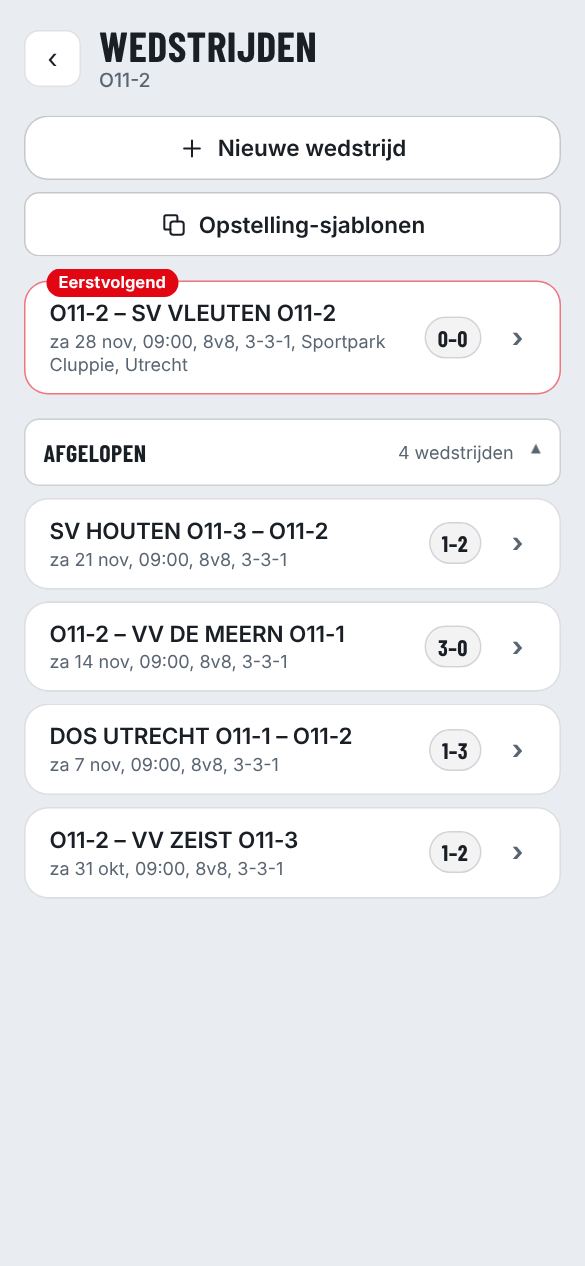 ‹
WEDSTRIJDEN
O11-2
+ Nieuwe wedstrijd
Opstelling-sjablonen
Eerstvolgend
O11-2 – SV VLEUTEN O11-2
za 28 nov, 09:00, 8v8, 3-3-1, Sportpark
Cluppie, Utrecht
0-0 ›
AFGELOPEN
4 wedstrijden ▲
SV HOUTEN O11-3 – O11-2
za 21 nov, 09:00, 8v8, 3-3-1
1-2 ›
O11-2 – VV DE MEERN O11-1
za 14 nov, 09:00, 8v8, 3-3-1
3-0 ›
DOS UTRECHT O11-1 – O11-2
za 7 nov, 09:00, 8v8, 3-3-1
1-3 ›
O11-2 – VV ZEIST O11-3
za 31 okt, 09:00, 8v8, 3-3-1
1-2 ›